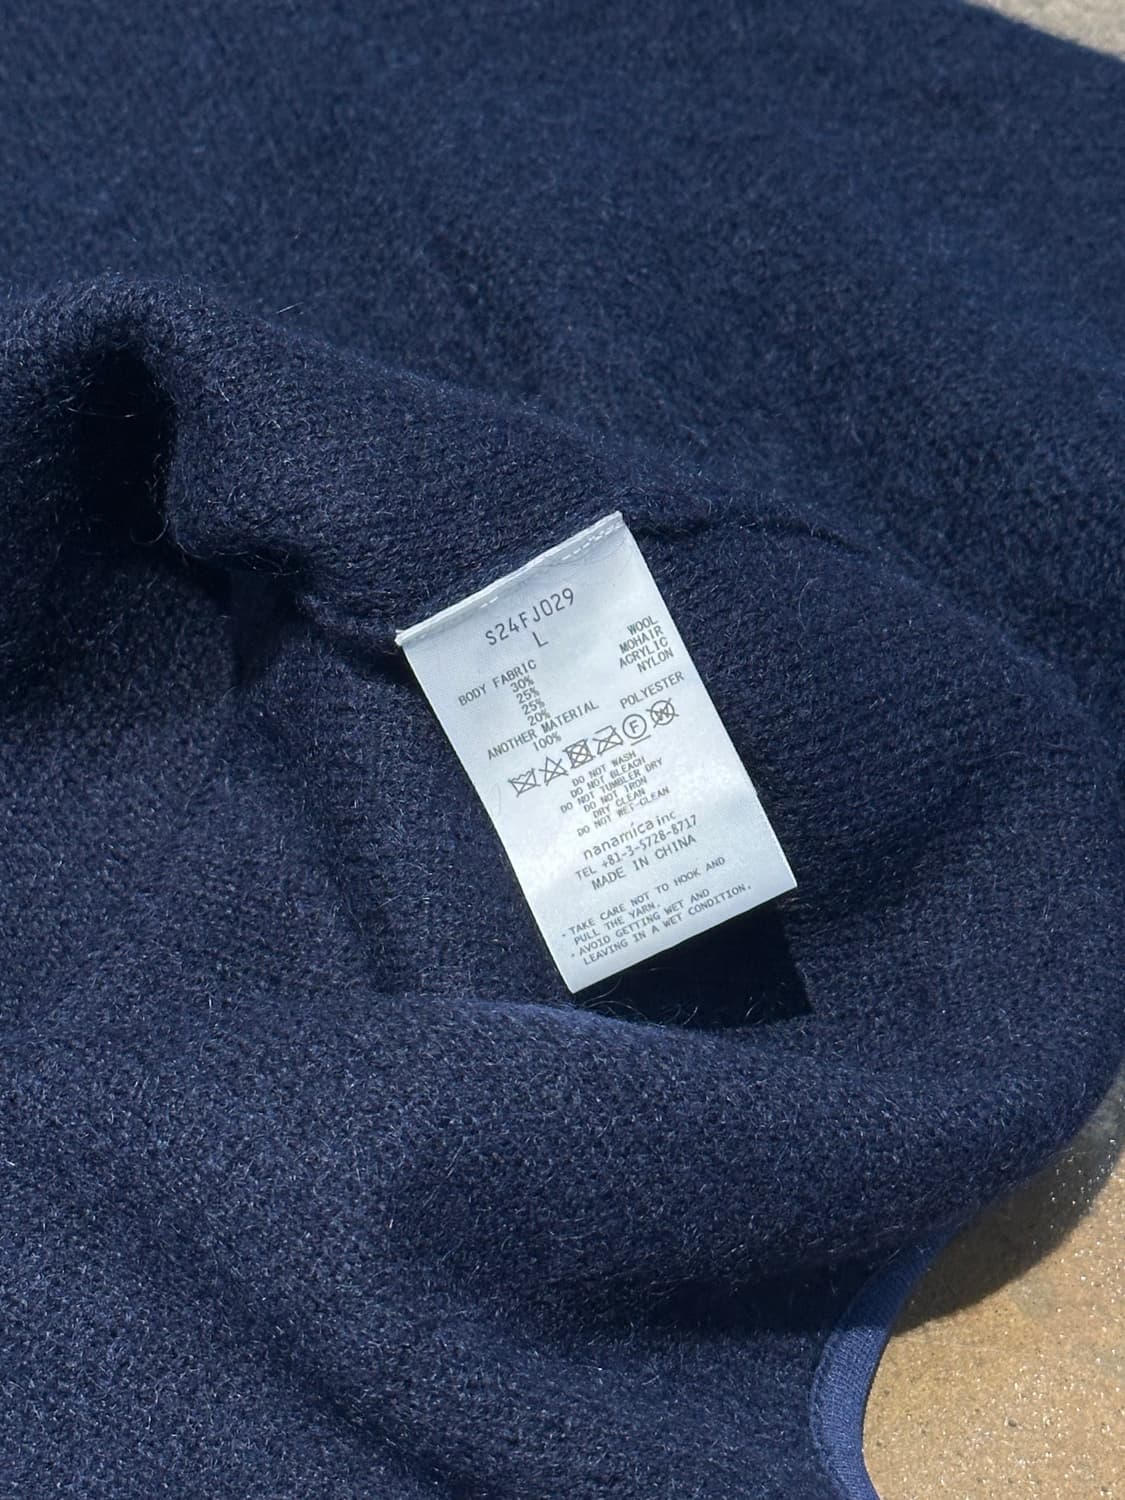 S24FJ029
L
BODY FABRIC
30% WOOL
25% MOHAIR
25% ACRYLIC
20% NYLON
ANOTHER MATERIAL
100% POLYESTER
F W
DO NOT WASH
DO NOT BLEACH
DO NOT TUMBLER DRY
DO NOT IRON
DRY CLEAN
DO NOT WET-CLEAN
nanamica inc
TEL +81-3-5728-8717
MADE IN CHINA
・TAKE CARE NOT TO HOOK AND
PULL THE YARN.
・AVOID GETTING WET AND
LEAVING IN A WET CONDITION.